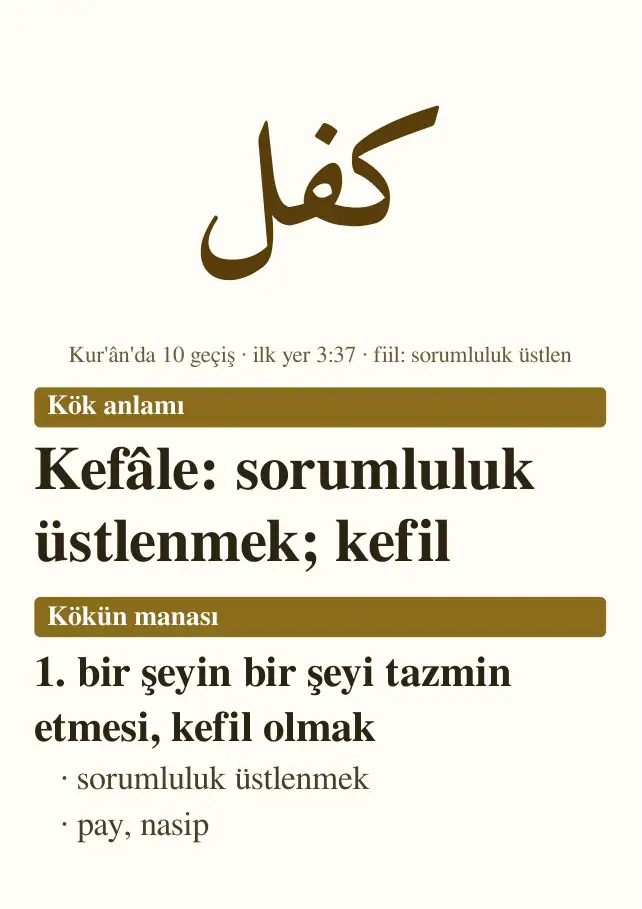 كفل
Kur'ân'da 10 geçiş · ilk yer 3:37 · fiil: sorumluluk üstlen
Kök anlamı
Kefâle: sorumluluk
üstlenmek; kefil
Kökün manası
1. bir şeyin bir şeyi tazmin
etmesi, kefil olmak
· sorumluluk üstlenmek
· pay, nasip